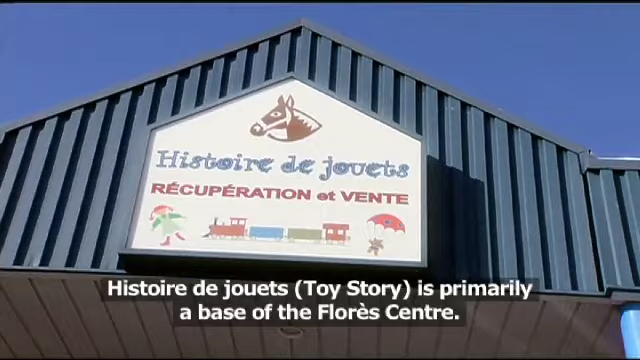 Histoire de jouets
RÉCUPÉRATION et VENTE
Histoire de jouets (Toy Story) is primarily
a base of the Florès Centre.